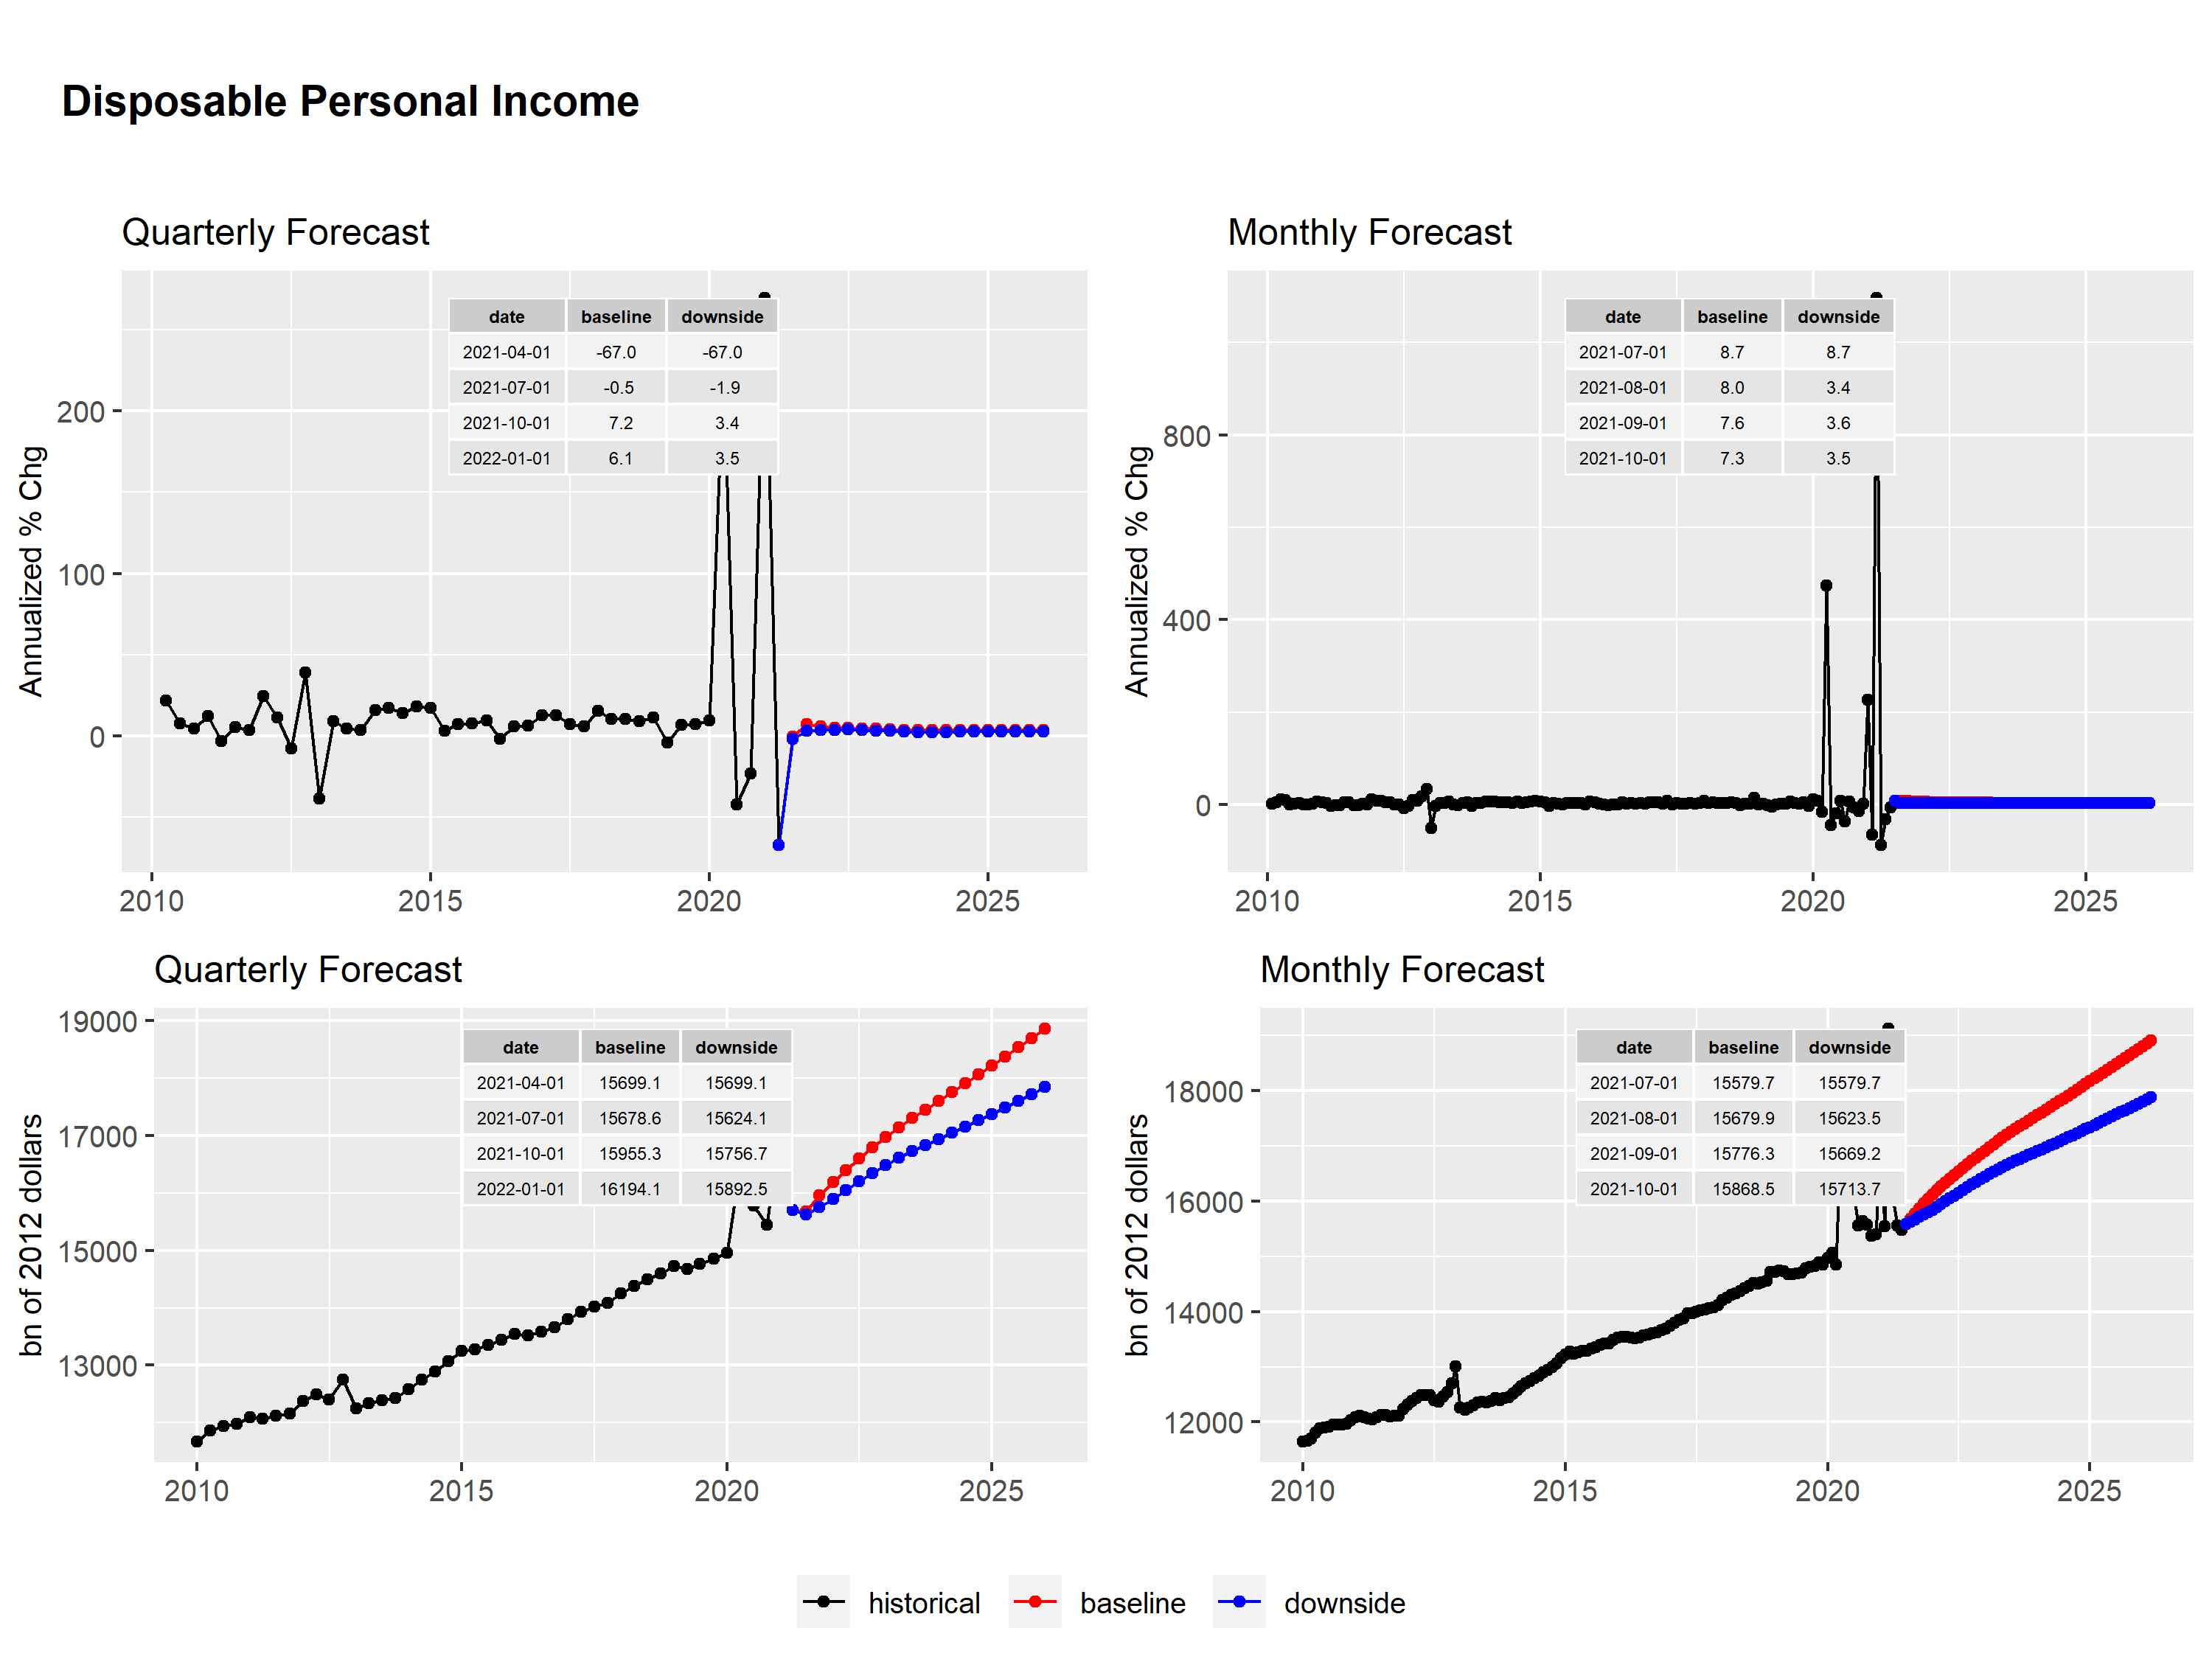 Disposable Personal Income
Quarterly Forecast
Annualized % Chg
200
100
0
2010 2015 2020 2025
date baseline downside
2021-04-01 -67.0 -67.0
2021-07-01 -0.5 -1.9
2021-10-01 7.2 3.4
2022-01-01 6.1 3.5
Monthly Forecast
Annualized % Chg
800
400
0
2010 2015 2020 2025
date baseline downside
2021-07-01 8.7 8.7
2021-08-01 8.0 3.4
2021-09-01 7.6 3.6
2021-10-01 7.3 3.5
Quarterly Forecast
bn of 2012 dollars
19000
17000
15000
13000
2010 2015 2020 2025
date baseline downside
2021-04-01 15699.1 15699.1
2021-07-01 15678.6 15624.1
2021-10-01 15955.3 15756.7
2022-01-01 16194.1 15892.5
Monthly Forecast
bn of 2012 dollars
18000
16000
14000
12000
2010 2015 2020 2025
date baseline downside
2021-07-01 15579.7 15579.7
2021-08-01 15679.9 15623.5
2021-09-01 15776.3 15669.2
2021-10-01 15868.5 15713.7
historical baseline downside